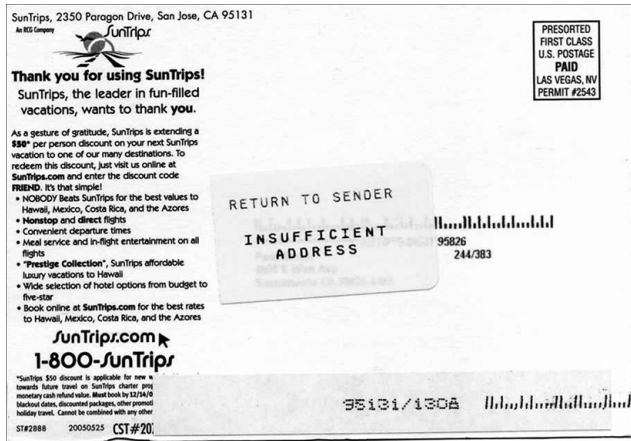 SunTrips, 2350 Paragon Drive, San Jose, CA 95131
An RCG Company
SunTrips
Thank you for using SunTrips!
SunTrips, the leader in fun-filled
vacations, wants to thank you.
As a gesture of gratitude, SunTrips is extending a
$50* per person discount on your next SunTrips
vacation to one of our many destinations. To
redeem this discount, just visit us online at
SunTrips.com and enter the discount code
FRIEND. It's that simple!
• NOBODY Beats SunTrips for the best values to
Hawaii, Mexico, Costa Rica, and the Azores
• Nonstop and direct flights
• Convenient departure times
• Meal service and in-flight entertainment on all
flights
• "Prestige Collection", SunTrips affordable
luxury vacations to Hawaii
• Wide selection of hotel options from budget to
five-star
• Book online at SunTrips.com for the best rates
to Hawaii, Mexico, Costa Rica, and the Azores
SunTrips.com
1-800-SunTrips
*SunTrips $50 discount is applicable for new
towards future travel on SunTrips charter
monetary cash refund value. Must book by 12/14/0
blackout dates, discounted packages, other
holiday travel. Cannot be combined with any other
ST#2888 20050525 CST#20
PRESORTED
FIRST CLASS
U.S. POSTAGE
PAID
LAS VEGAS, NV
PERMIT #2543
RETURN TO SENDER
INSUFFICIENT
ADDRESS
95826
244/383
95131/130A